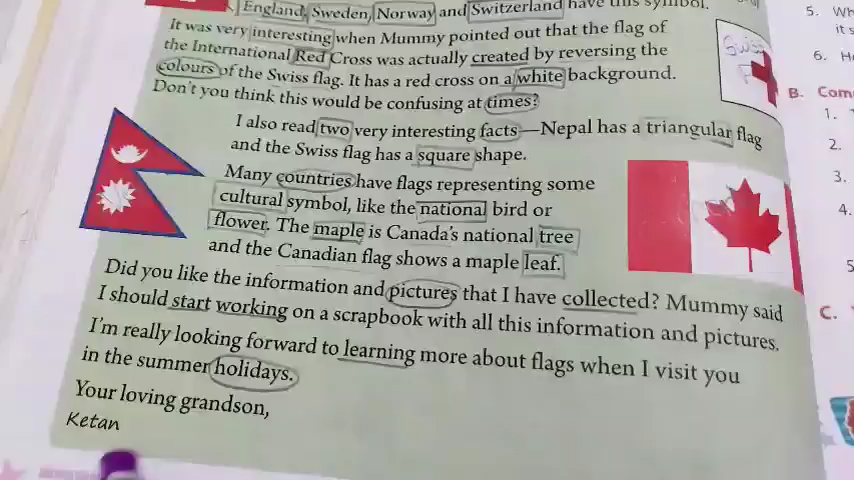 England, Sweden, Norway and Switzerland have this symbol.
It was very interesting when Mummy pointed out that the flag of
the International Red Cross was actually created by reversing the
colours of the Swiss flag. It has a red cross on a white background.
Don't you think this would be confusing at times?
I also read two very interesting facts—Nepal has a triangular flag
and the Swiss flag has a square shape.
Many countries have flags representing some
cultural symbol, like the national bird or
flower. The maple is Canada's national tree
and the Canadian flag shows a maple leaf.
Did you like the information and pictures that I have collected? Mummy said
I should start working on a scrapbook with all this information and pictures.
I'm really looking forward to learning more about flags when I visit you
in the summer holidays.
Your loving grandson,
Ketan
Swiss
5. Wh
it s
6. H
B. Com
1.
2.
3.
4.
5
C.